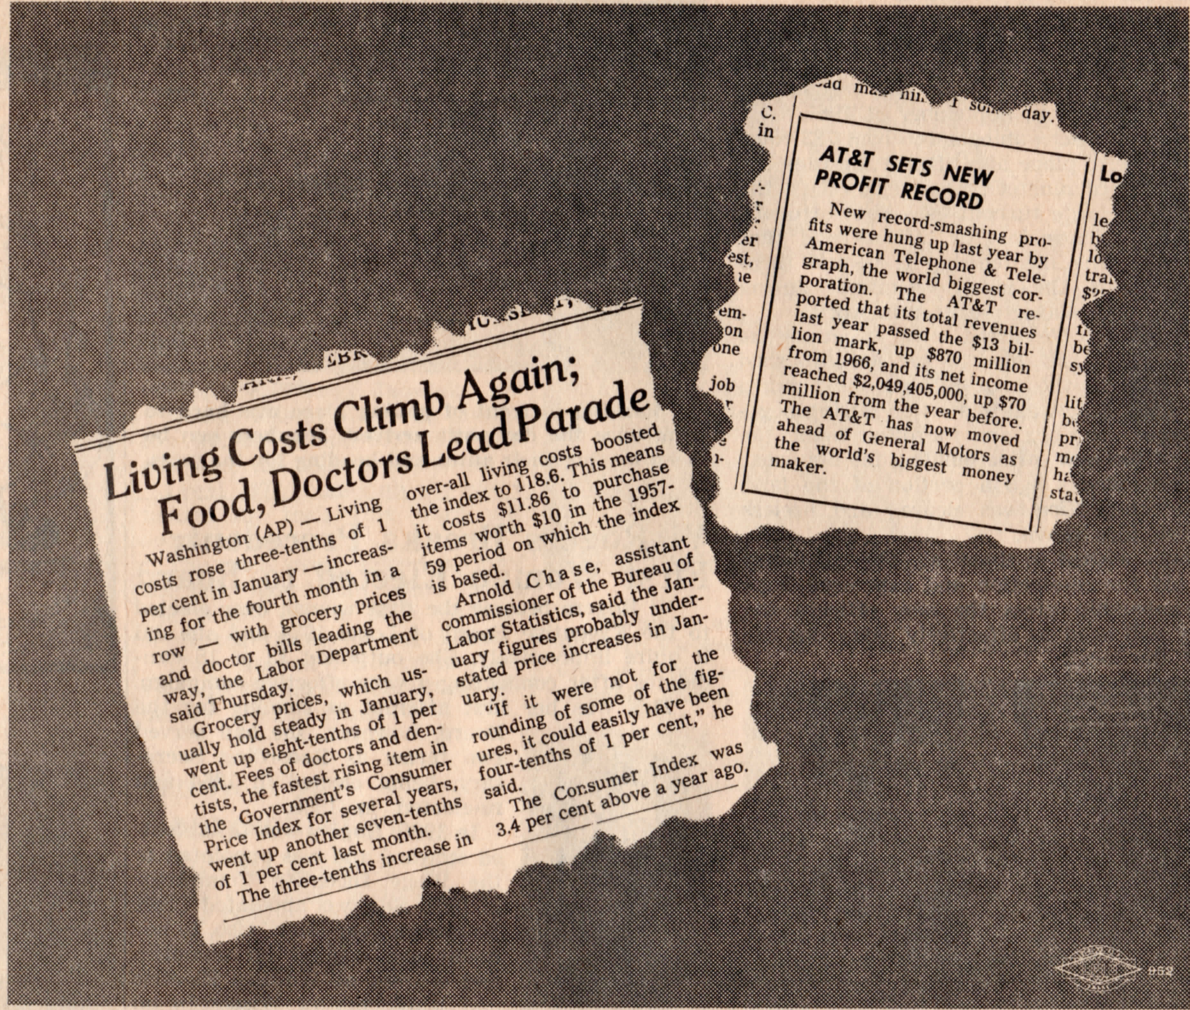 Living Costs Climb Again;
Food, Doctors Lead Parade
Washington (AP) — Living
costs rose three-tenths of 1
per cent in January — increas-
ing for the fourth month in a
row — with grocery prices
and doctor bills leading the
way, the Labor Department
said Thursday.
Grocery prices, which us-
ually hold steady in January,
went up eight-tenths of 1 per
cent. Fees of doctors and den-
tists, the fastest rising item in
the Government's Consumer
Price Index for several years,
went up another seven-tenths
of 1 per cent last month.
The three-tenths increase in
over-all living costs boosted
the index to 118.6. This means
it costs $11.86 to purchase
items worth $10 in the 1957-
59 period on which the index
is based.
Arnold Chase, assistant
commissioner of the Bureau of
Labor Statistics, said the Jan-
uary figures probably under-
stated price increases in Jan-
uary.
"If it were not for the
rounding of some of the fig-
ures, it could easily have been
four-tenths of 1 per cent," he
said.
The Consumer Index was
3.4 per cent above a year ago.
day.
C.
in
er
est,
em-
on
one
job
AT&T SETS NEW
PROFIT RECORD
New record-smashing pro-
fits were hung up last year by
American Telephone & Tele-
graph, the world biggest cor-
poration. The AT&T re-
ported that its total revenues
last year passed the $13 bil-
lion mark, up $870 million
from 1966, and its net income
reached $2,049,405,000, up $70
million from the year before.
The AT&T has now moved
ahead of General Motors as
the world's biggest money
maker.
Lo
le
tra
lit
pr
sta
952